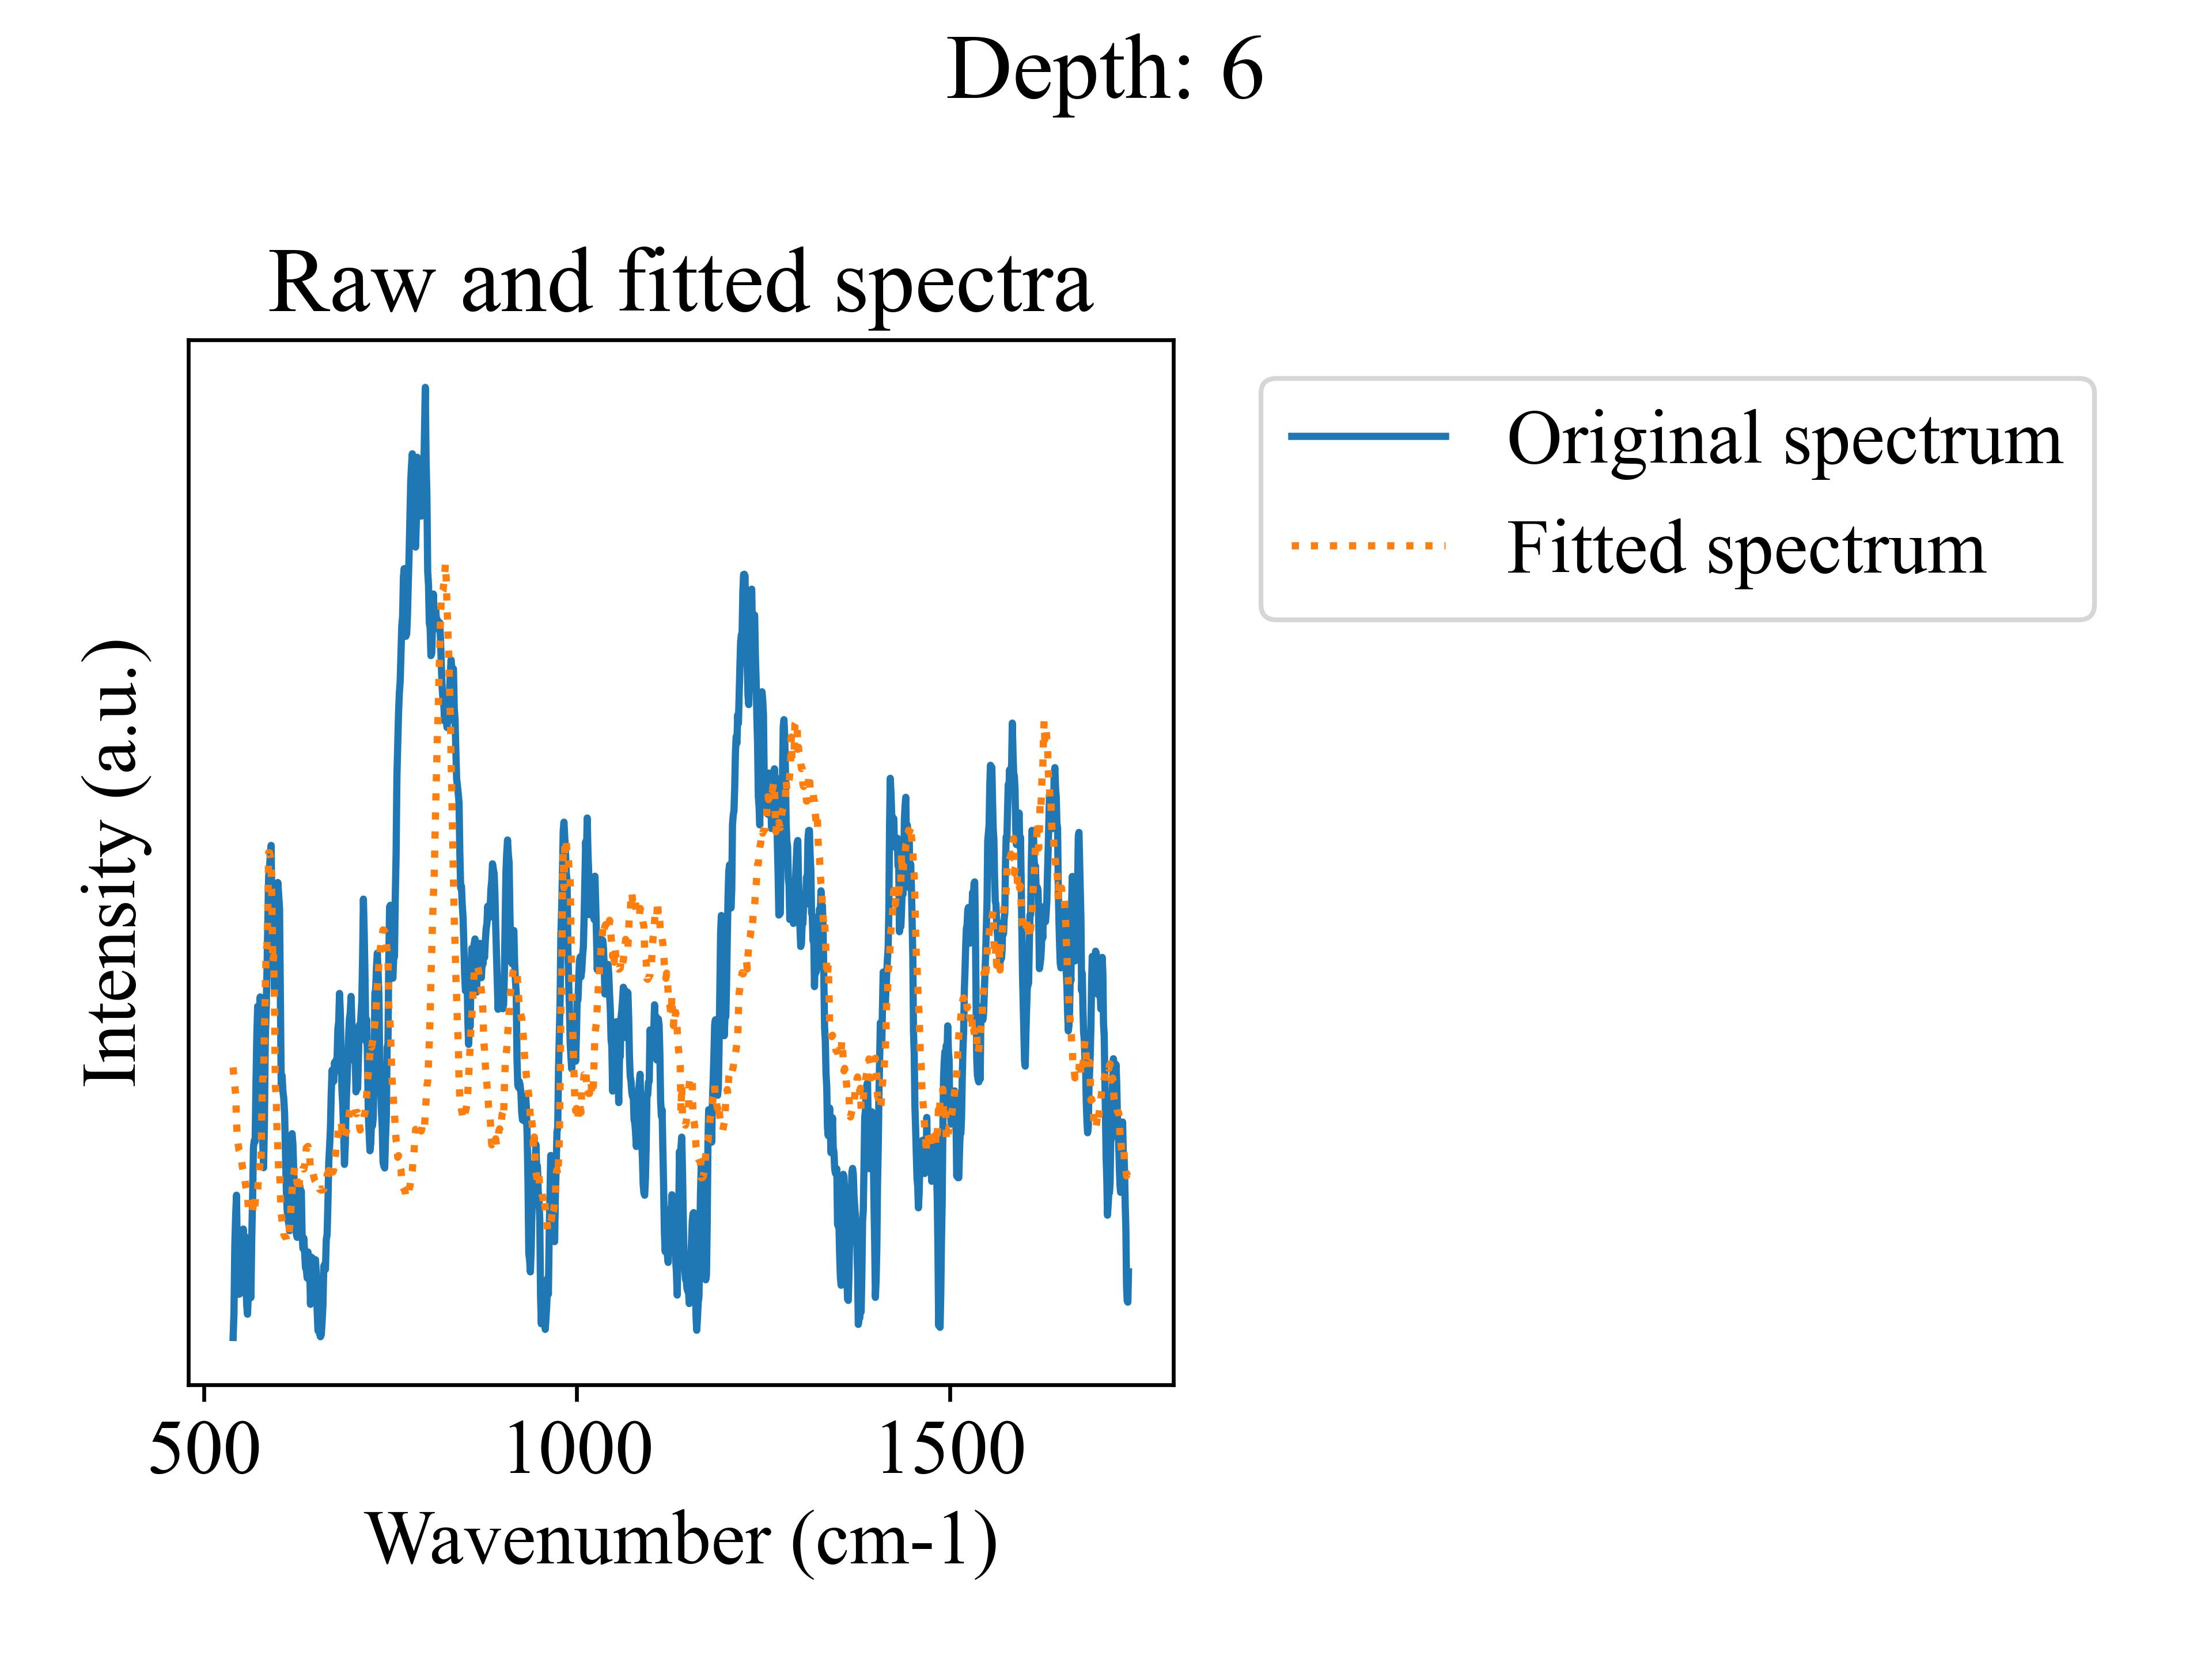 Depth: 6
Raw and fitted spectra
Original spectrum
Fitted spectrum
Intensity (a.u.)
500 1000 1500
Wavenumber (cm-1)